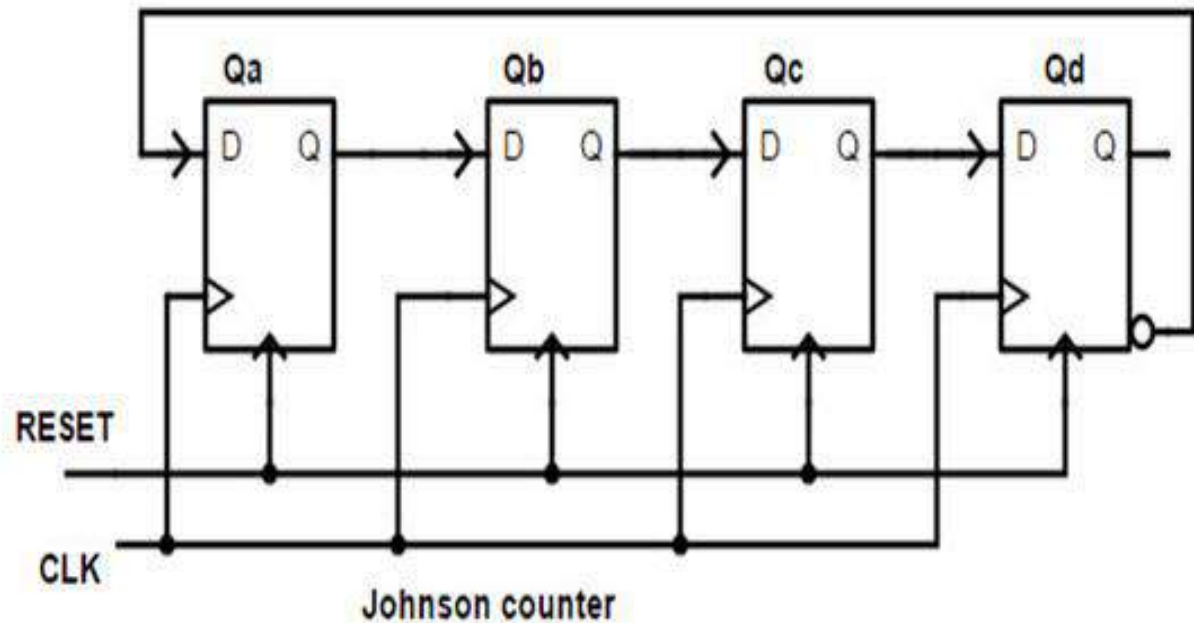 Qa Qb Qc Qd
D Q D Q D Q D Q
RESET
CLK
Johnson counter